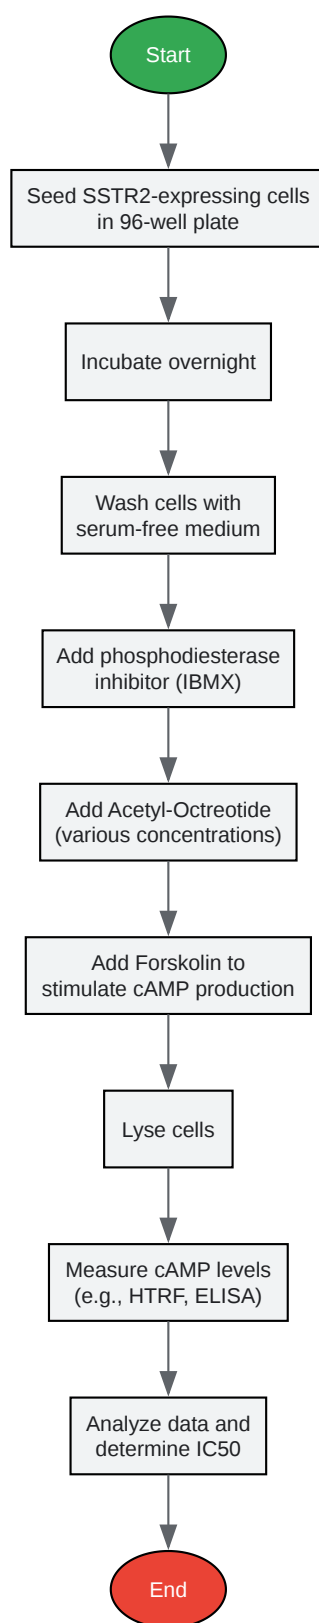 Start
Seed SSTR2-expressing cells
in 96-well plate
Incubate overnight
Wash cells with
serum-free medium
Add phosphodiesterase
inhibitor (IBMX)
Add Acetyl-Octreotide
(various concentrations)
Add Forskolin to
stimulate cAMP production
Lyse cells
Measure cAMP levels
(e.g., HTRF, ELISA)
Analyze data and
determine IC50
End